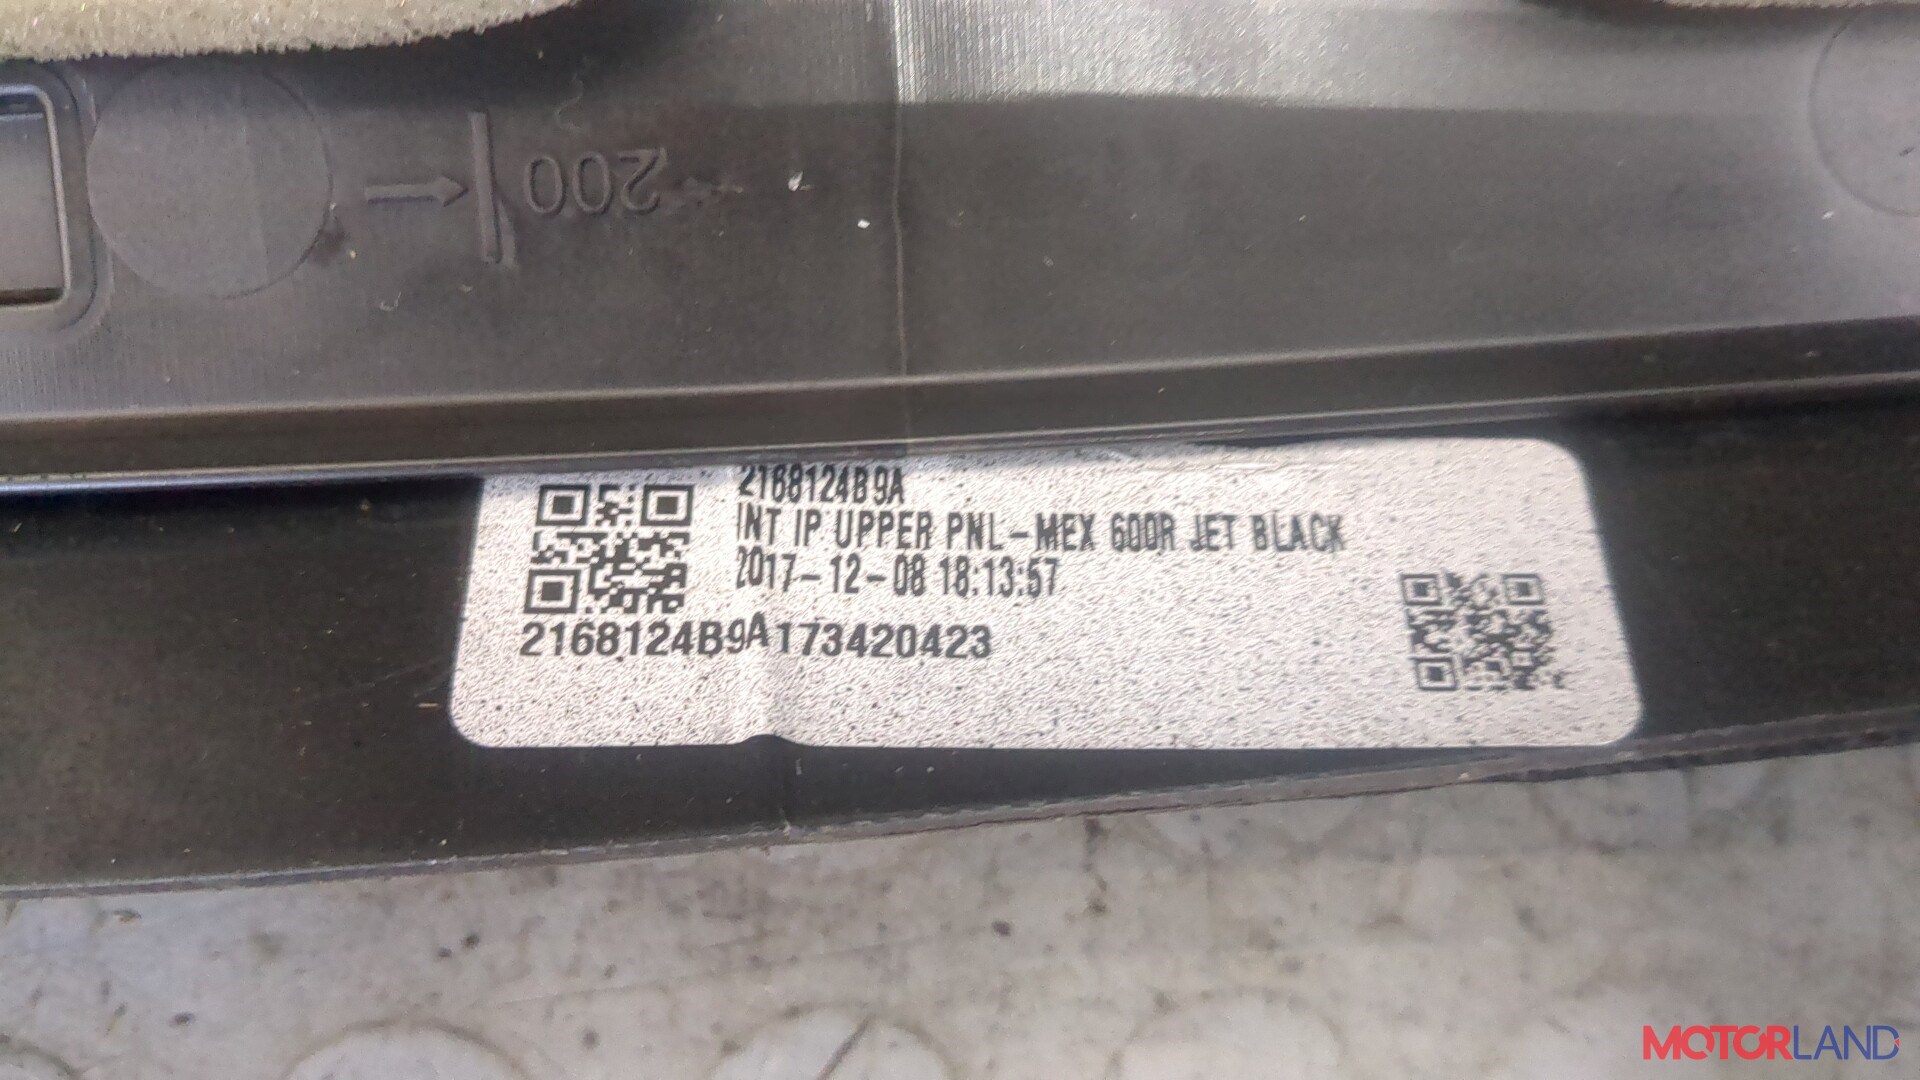 200
2168124B9A
INT IP UPPER PNL-MEX 600R JET BLACK
2017-12-08 18:13:57
2168124B9A173420423
MOTORLAND